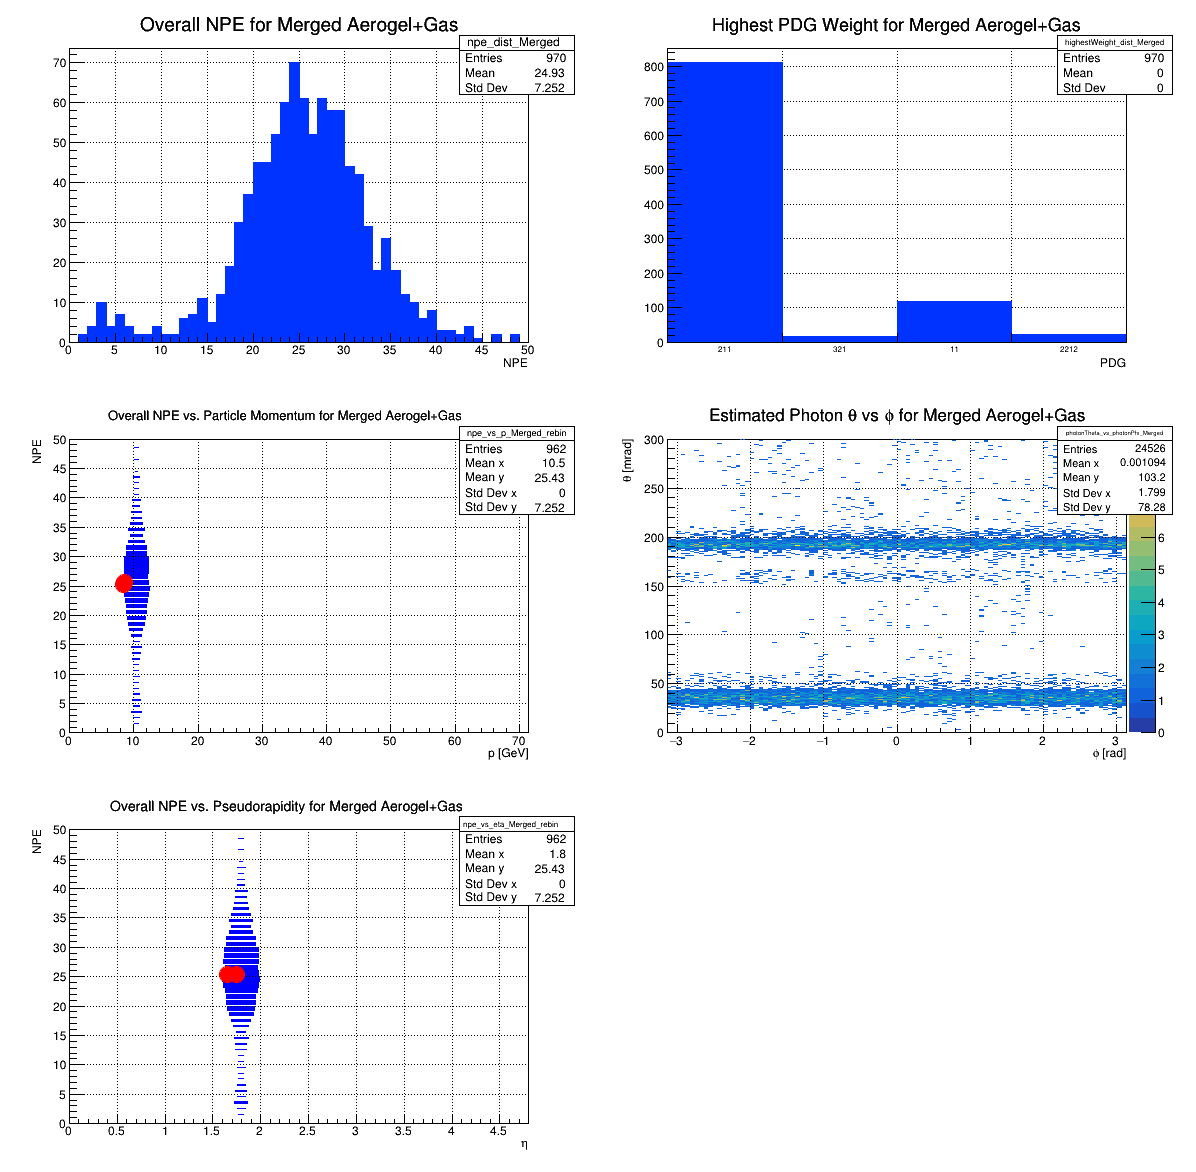 Overall NPE for Merged Aerogel+Gas
npe_dist_Merged
Entries 970
Mean 24.93
Std Dev 7.252
70
60
50
40
30
20
10
0
0 5 10 15 20 25 30 35 40 45 50
NPE
Highest PDG Weight for Merged Aerogel+Gas
highestWeight_dist_Merged
Entries 970
Mean 0
Std Dev 0
800
700
600
500
400
300
200
100
0
211 321 11 2212
PDG
Overall NPE vs. Particle Momentum for Merged Aerogel+Gas
npe_vs_p_Merged_rebin
Entries 962
Mean x 10.5
Mean y 25.43
Std Dev x 0
Std Dev y 7.252
NPE
50
45
40
35
30
25
20
15
10
5
0
0 10 20 30 40 50 60 70
p [GeV]
Estimated Photon θ vs ϕ for Merged Aerogel+Gas
photonTheta_vs_photonPhi_Merged
Entries 24526
Mean x 0.001094
Mean y 103.2
Std Dev x 1.799
Std Dev y 78.28
θ [mrad]
300
250
200
150
100
50
0
−3 −2 −1 0 1 2 3
ϕ [rad]
6
5
4
3
2
1
0
Overall NPE vs. Pseudorapidity for Merged Aerogel+Gas
npe_vs_eta_Merged_rebin
Entries 962
Mean x 1.8
Mean y 25.43
Std Dev x 0
Std Dev y 7.252
NPE
50
45
40
35
30
25
20
15
10
5
0
0 0.5 1 1.5 2 2.5 3 3.5 4 4.5
η